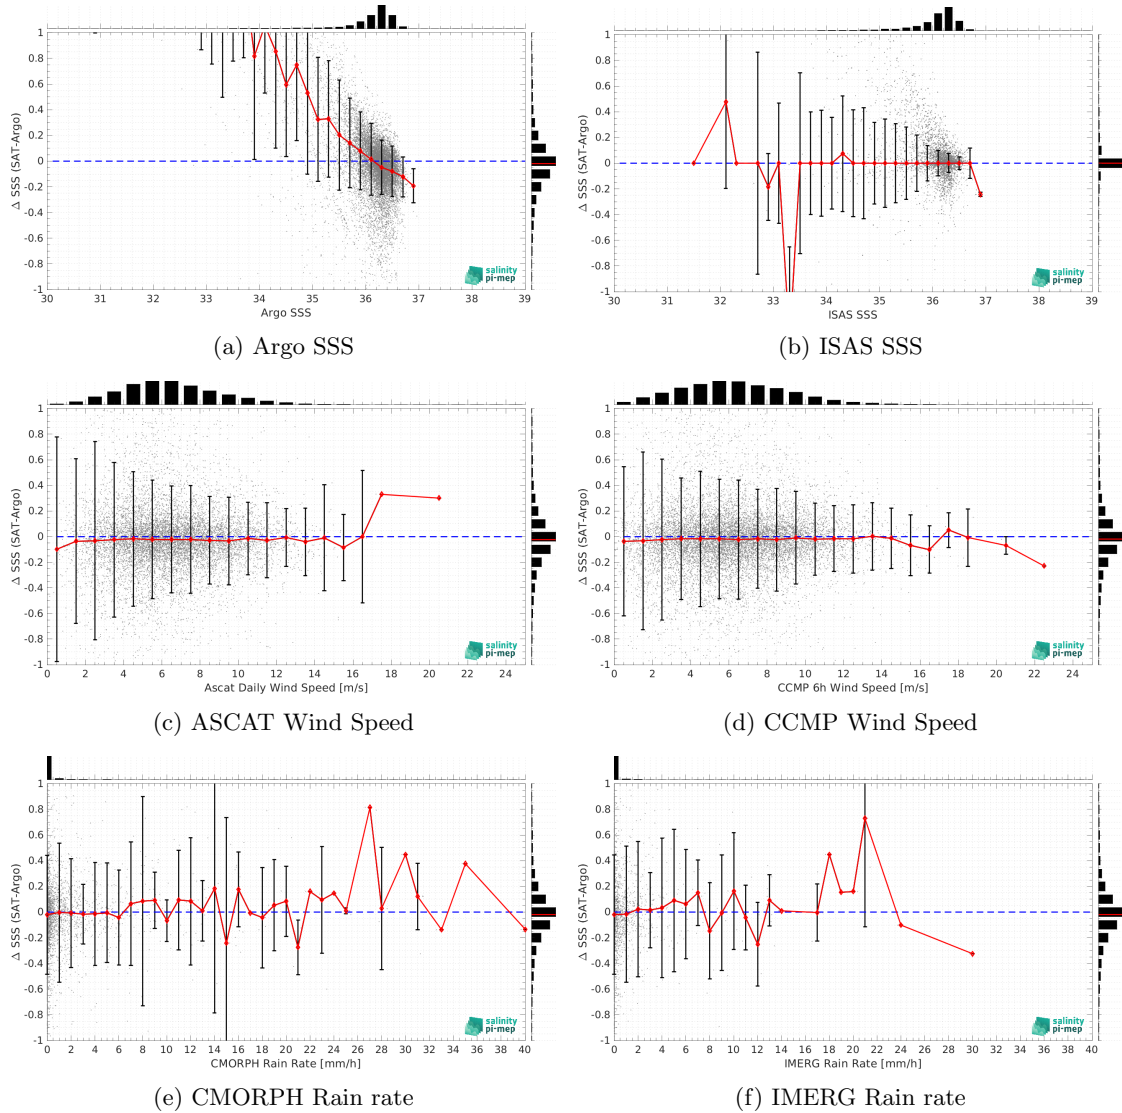 1
0.8
0.6
0.4
0.2
0
-0.2
-0.4
-0.6
-0.8
-1
Δ SSS (SAT-Argo)
30 31 32 33 34 35 36 37 38 39
Argo SSS
salinity
pi-mep
(a) Argo SSS
1
0.8
0.6
0.4
0.2
0
-0.2
-0.4
-0.6
-0.8
-1
Δ SSS (SAT-Argo)
30 31 32 33 34 35 36 37 38 39
ISAS SSS
salinity
pi-mep
(b) ISAS SSS
1
0.8
0.6
0.4
0.2
0
-0.2
-0.4
-0.6
-0.8
-1
Δ SSS (SAT-Argo)
0 2 4 6 8 10 12 14 16 18 20 22 24
Ascat Daily Wind Speed [m/s]
salinity
pi-mep
(c) ASCAT Wind Speed
1
0.8
0.6
0.4
0.2
0
-0.2
-0.4
-0.6
-0.8
-1
Δ SSS (SAT-Argo)
0 2 4 6 8 10 12 14 16 18 20 22 24
CCMP 6h Wind Speed [m/s]
salinity
pi-mep
(d) CCMP Wind Speed
1
0.8
0.6
0.4
0.2
0
-0.2
-0.4
-0.6
-0.8
-1
Δ SSS (SAT-Argo)
0 2 4 6 8 10 12 14 16 18 20 22 24 26 28 30 32 34 36 38 40
CMORPH Rain Rate [mm/h]
salinity
pi-mep
(e) CMORPH Rain rate
1
0.8
0.6
0.4
0.2
0
-0.2
-0.4
-0.6
-0.8
-1
Δ SSS (SAT-Argo)
0 2 4 6 8 10 12 14 16 18 20 22 24 26 28 30 32 34 36 38 40
IMERG Rain Rate [mm/h]
salinity
pi-mep
(f) IMERG Rain rate